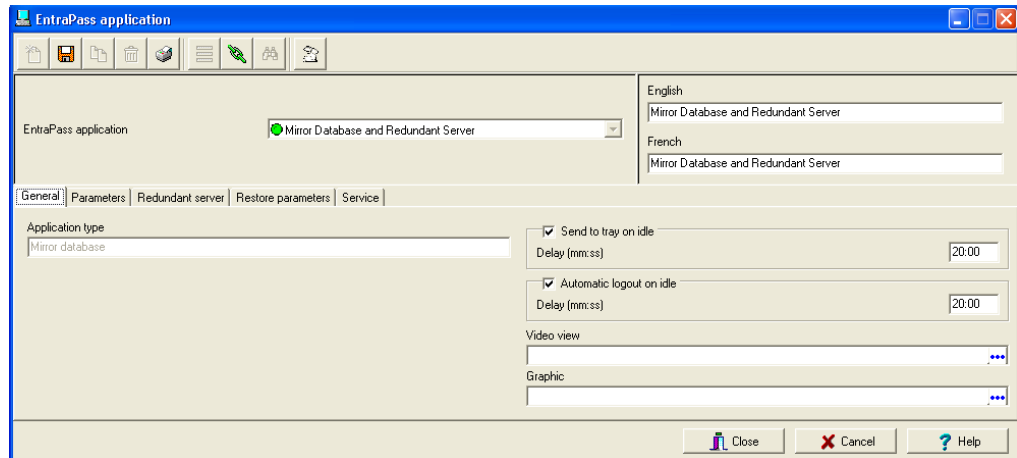 EntraPass application
English
Mirror Database and Redundant Server
EntraPass application
Mirror Database and Redundant Server
French
Mirror Database and Redundant Server
General
Parameters
Redundant server
Restore parameters
Service
Application type
Mirror database
Send to tray on idle
Delay (mm:ss)
20:00
Automatic logout on idle
Delay (mm:ss)
20:00
Video view
Graphic
Close
Cancel
Help